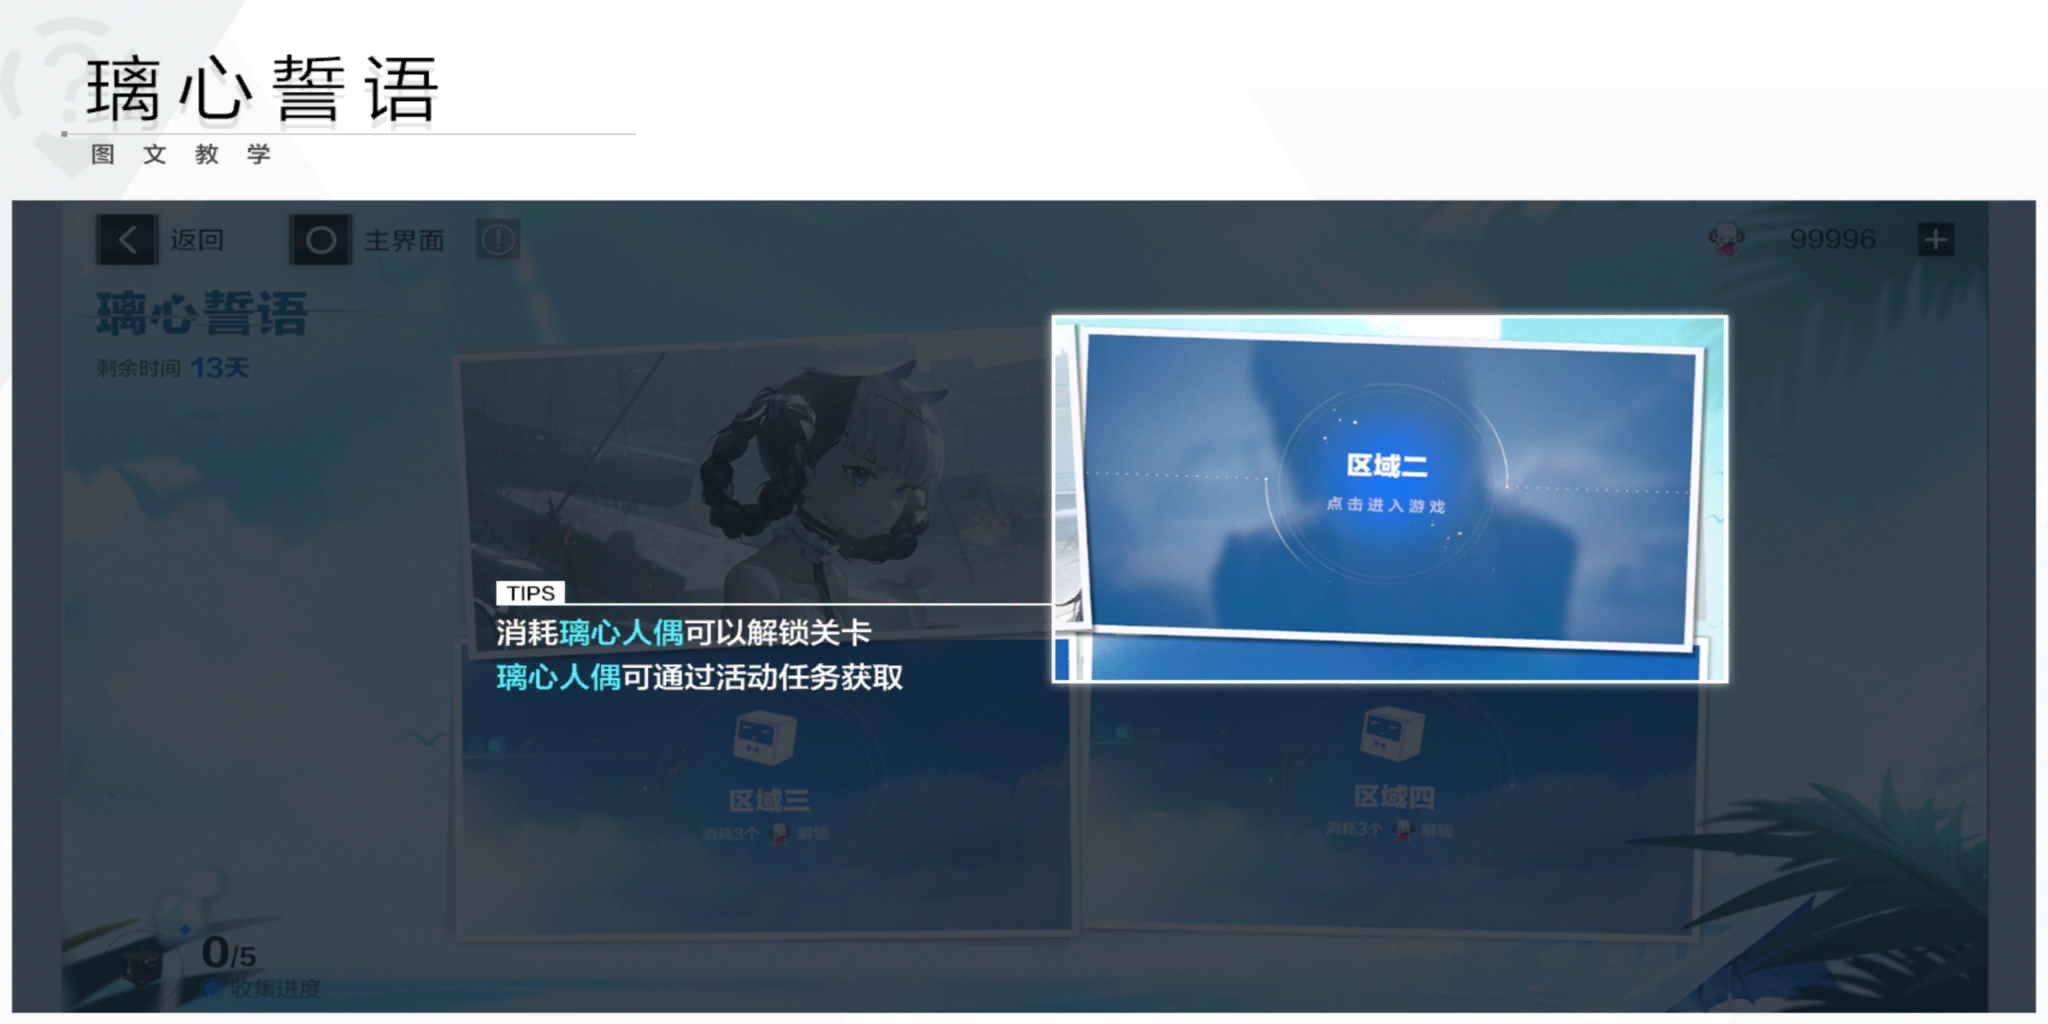 璃心誓语
图文教学
返回
主界面
99996
璃心誓语
剩余时间 13天
区域二
点击进入游戏
TIPS
消耗璃心人偶可以解锁关卡
璃心人偶可通过活动任务获取
区域三
消耗3个 解锁
区域四
消耗3个 解锁
0/5
收集进度